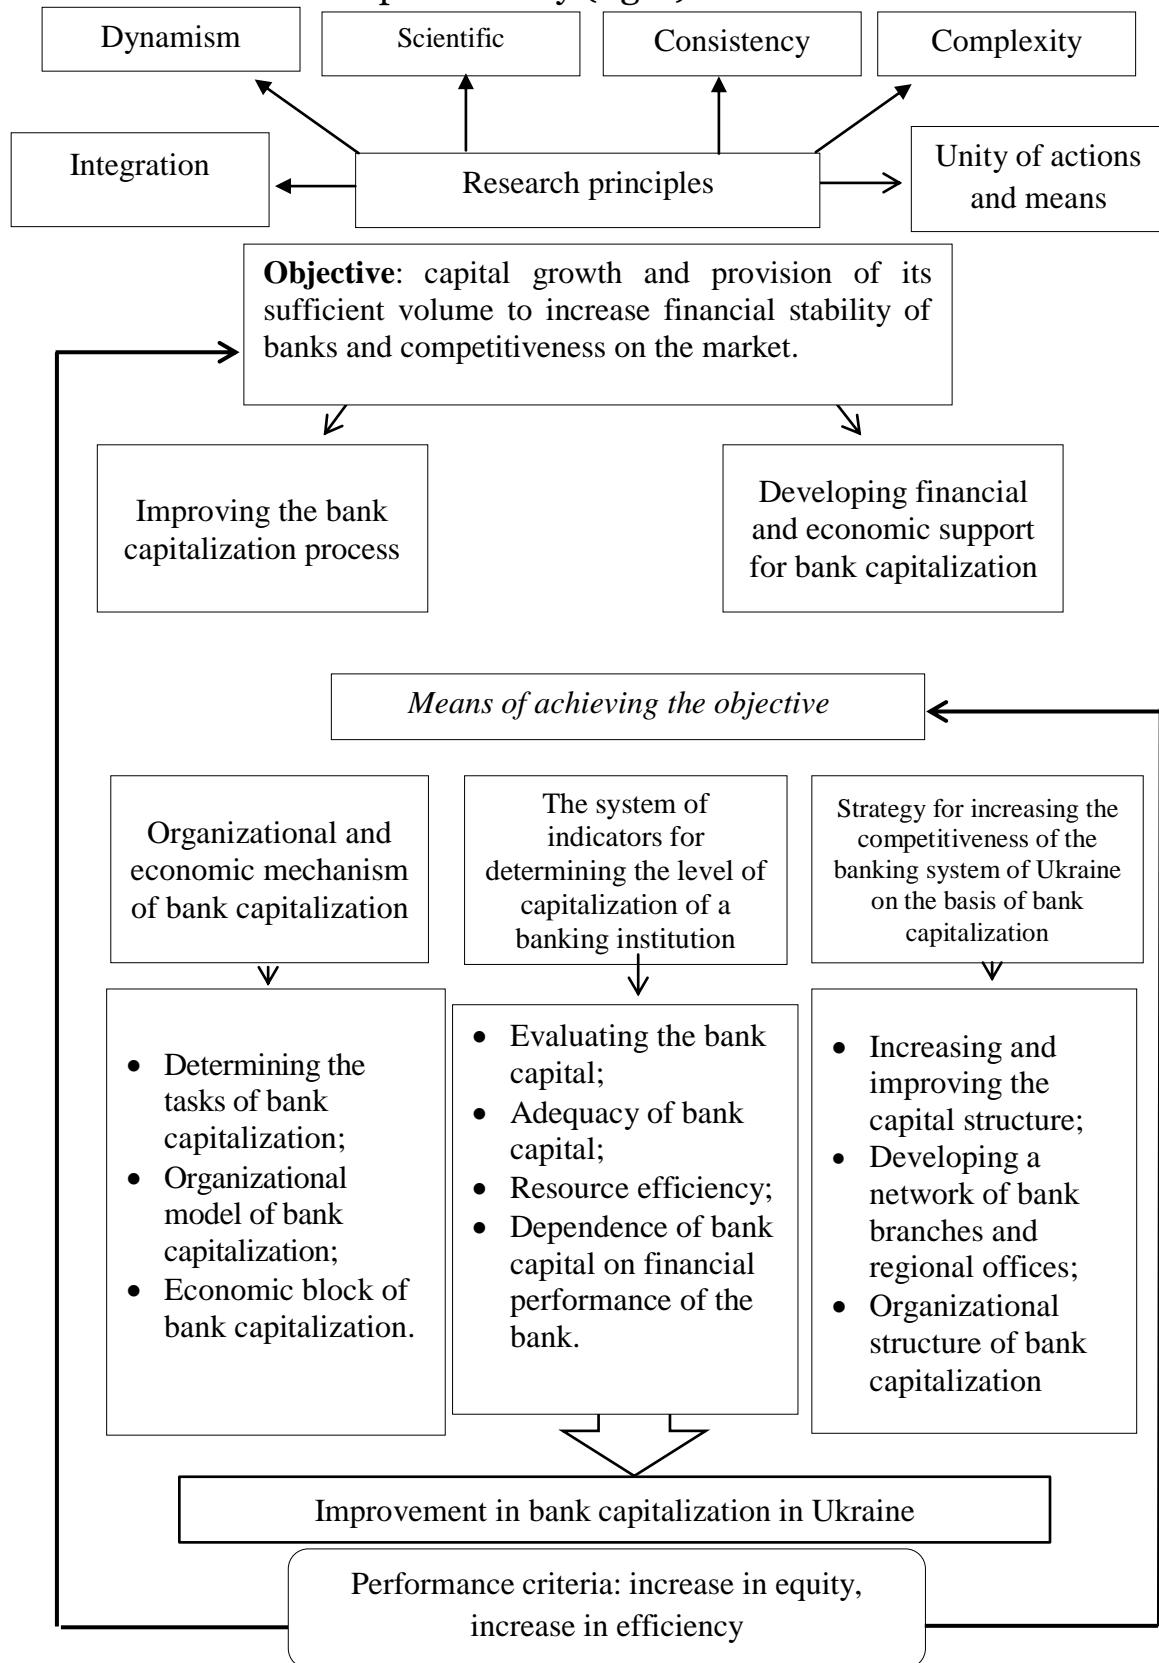 Dynamism
Scientific
Consistency
Complexity
Integration
Research principles
Unity of actions
and means
Objective: capital growth and provision of its
sufficient volume to increase financial stability of
banks and competitiveness on the market.
Improving the bank
capitalization process
Developing financial
and economic support
for bank capitalization
Means of achieving the objective
Organizational and
economic mechanism
of bank capitalization
The system of
indicators for
determining the level of
capitalization of a
banking institution
Strategy for increasing the
competitiveness of the
banking system of Ukraine
on the basis of bank
capitalization
• Determining the
tasks of bank
capitalization;
• Organizational
model of bank
capitalization;
• Economic block of
bank capitalization.
• Evaluating the bank
capital;
• Adequacy of bank
capital;
• Resource efficiency;
• Dependence of bank
capital on financial
performance of the
bank.
• Increasing and
improving the
capital structure;
• Developing a
network of bank
branches and
regional offices;
• Organizational
structure of bank
capitalization
Improvement in bank capitalization in Ukraine
Performance criteria: increase in equity,
increase in efficiency